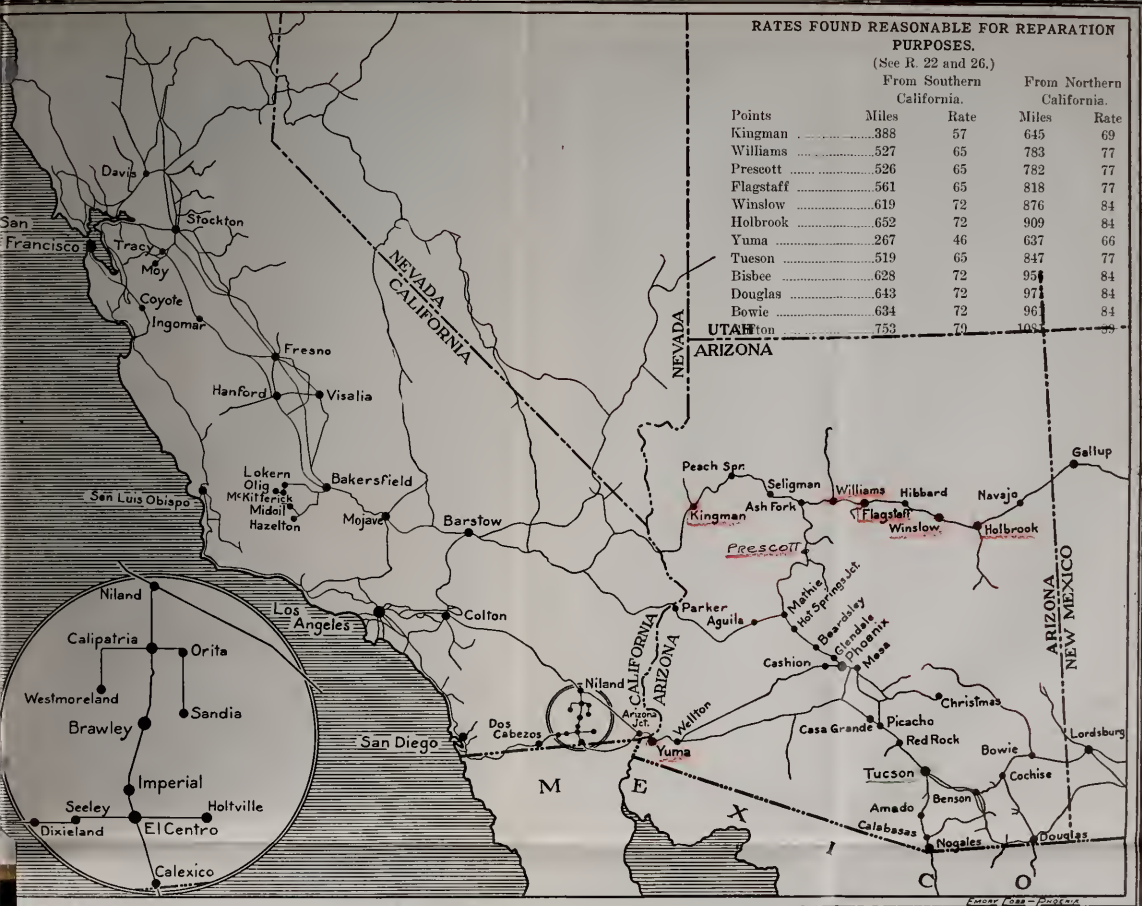 RATES FOUND REASONABLE FOR REPARATION
PURPOSES.
(See R. 22 and 26.)
From Southern From Northern
California. California.
Points Miles Rate Miles Rate
Kingman 388 57 645 69
Williams 527 65 783 77
Prescott 526 65 782 77
Flagstaff 561 65 818 77
Winslow 619 72 876 84
Holbrook 652 72 909 84
Yuma 267 46 637 66
Tucson 519 65 847 77
Bisbee 628 72 84
Douglas 643 72 84
Bowie 634 72 84
753 79
UTAH
ARIZONA
NEVADA
NEVADA
CALIFORNIA
Davis
San
Francisco
Stockton
Tracy
Moy
Coyote
Ingomar
Fresno
Hanford
Visalia
Lokern
Olig
McKitterick
Midoil
Hazelton
Bakersfield
San Luis Obispo
Mojave
Barstow
Los
Angeles
Colton
Peach Spr.
Seligman
Kingman
Ash Fork
Williams
Flagstaff
Hibbard
Winslow
Navajo
Holbrook
Gallup
PRESCOTT
Mathie
Hot Springs Jct.
Beardsley
Glendale
Phoenix
Mesa
Parker
Aguila
Cashion
CALIFORNIA
ARIZONA
ARIZONA
NEW MEXICO
Niland
Arizona
Jct.
Wellton
Yuma
Dos
Cabezos
San Diego
Casa Grande
Picacho
Red Rock
Christmas
Bowie
Lordsburg
Tucson
Cochise
Benson
Amado
Calabasas
Nogales
Douglas
M E X I C O
Niland
Calipatria
Orita
Westmoreland
Sandia
Brawley
Imperial
Seeley
Holtville
Dixieland
El Centro
Calexico
EMORY COBB - PHOENIX